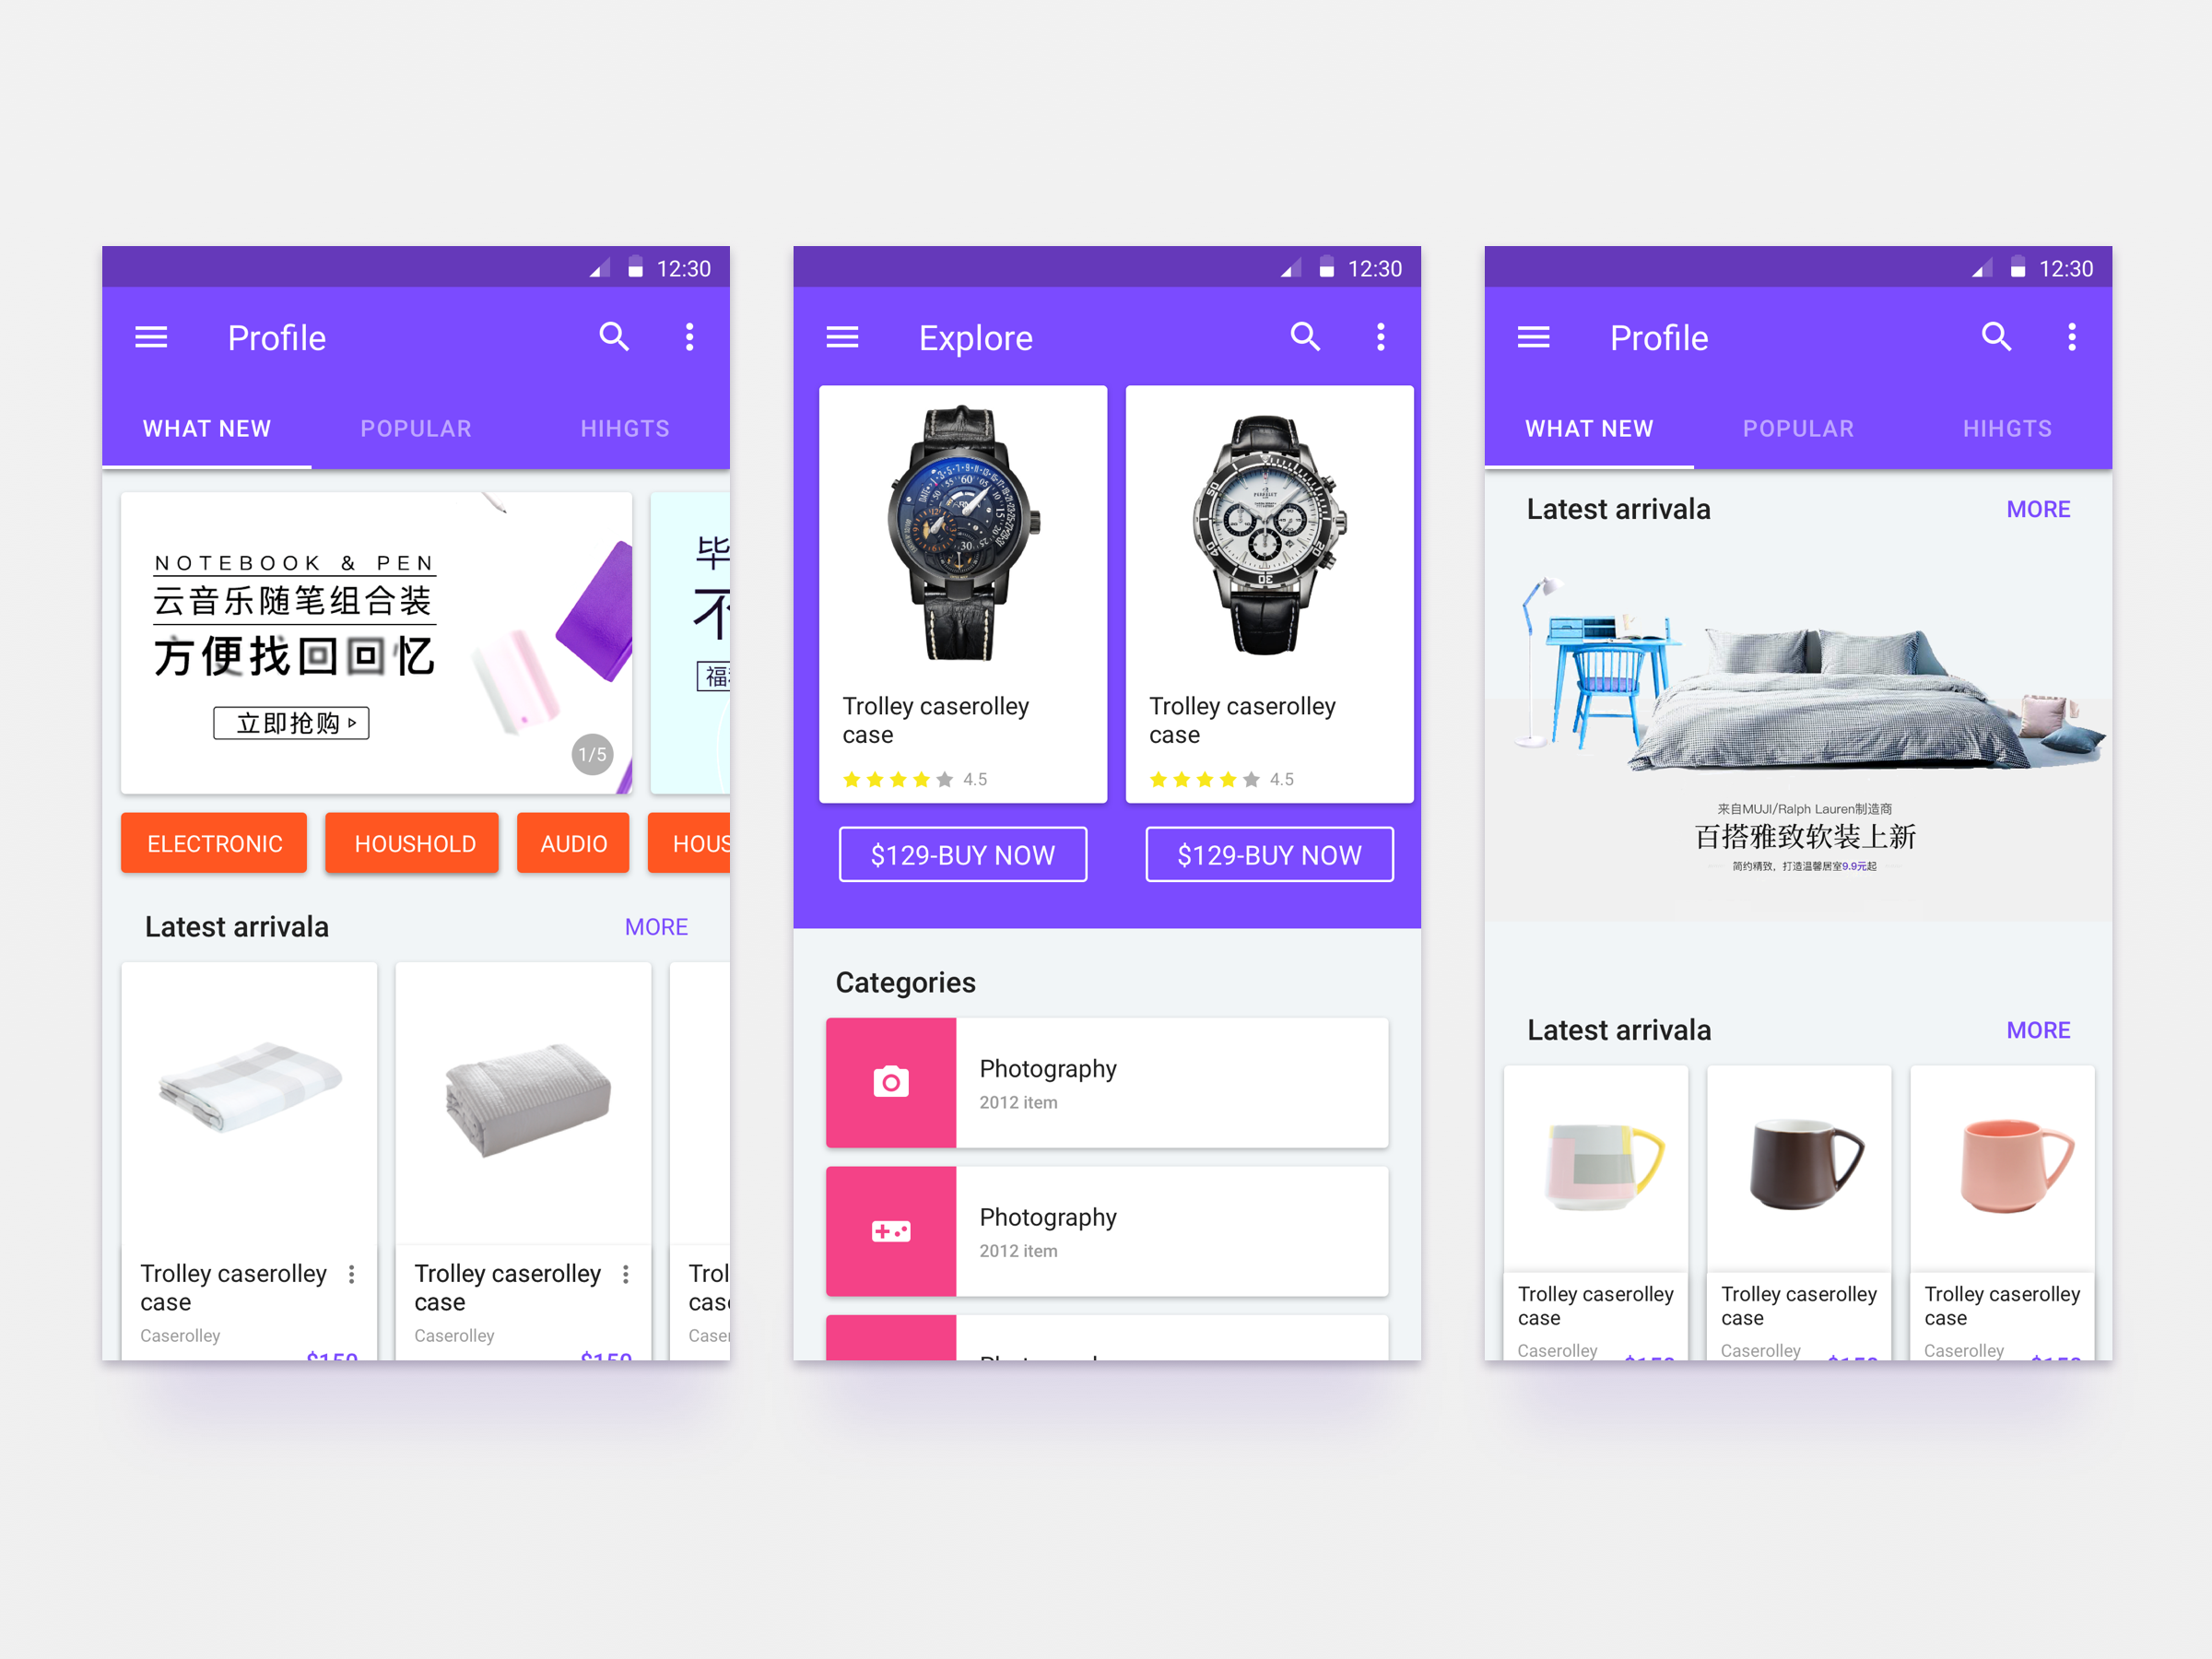 12:30
Profile
WHAT NEW
POPULAR
HIHGTS
NOTEBOOK & PEN
云音乐随笔组合装
方便找回回忆
立即抢购
1/5
毕
不
福
ELECTRONIC
HOUSHOLD
AUDIO
HOUS
Latest arrivala
MORE
Trolley caserolley
case
Caserolley
$150
Trolley caserolley
case
Caserolley
$150
Trol
cas
Caser
12:30
Explore
Trolley caserolley
case
4.5
$129-BUY NOW
Trolley caserolley
case
4.5
$129-BUY NOW
Categories
Photography
2012 item
Photography
2012 item
12:30
Profile
WHAT NEW
POPULAR
HIHGTS
Latest arrivala
MORE
来自MUJI/Ralph Lauren制造商
百搭雅致软装上新
简约精致，打造温馨居室9.9元起
Latest arrivala
MORE
Trolley caserolley
case
Caserolley
Trolley caserolley
case
Caserolley
Trolley caserolley
case
Caserolley